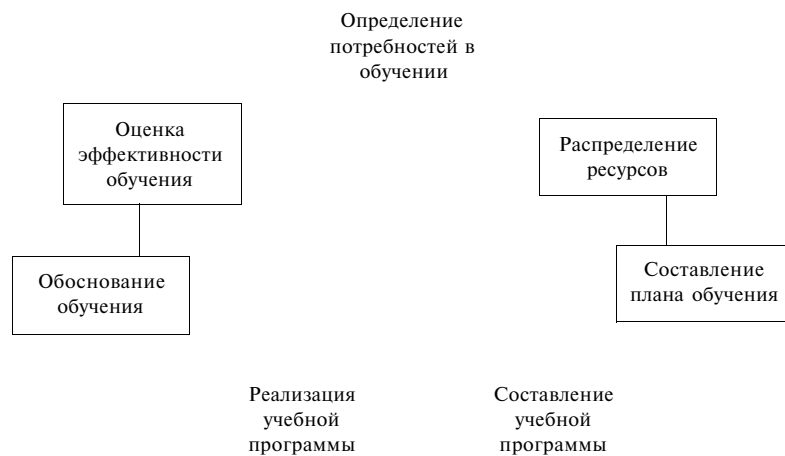 Определение
потребностей в
обучении
Оценка
эффективности
обучения
Распределение
ресурсов
Обоснование
обучения
Составление
плана обучения
Реализация
учебной
программы
Составление
учебной
программы